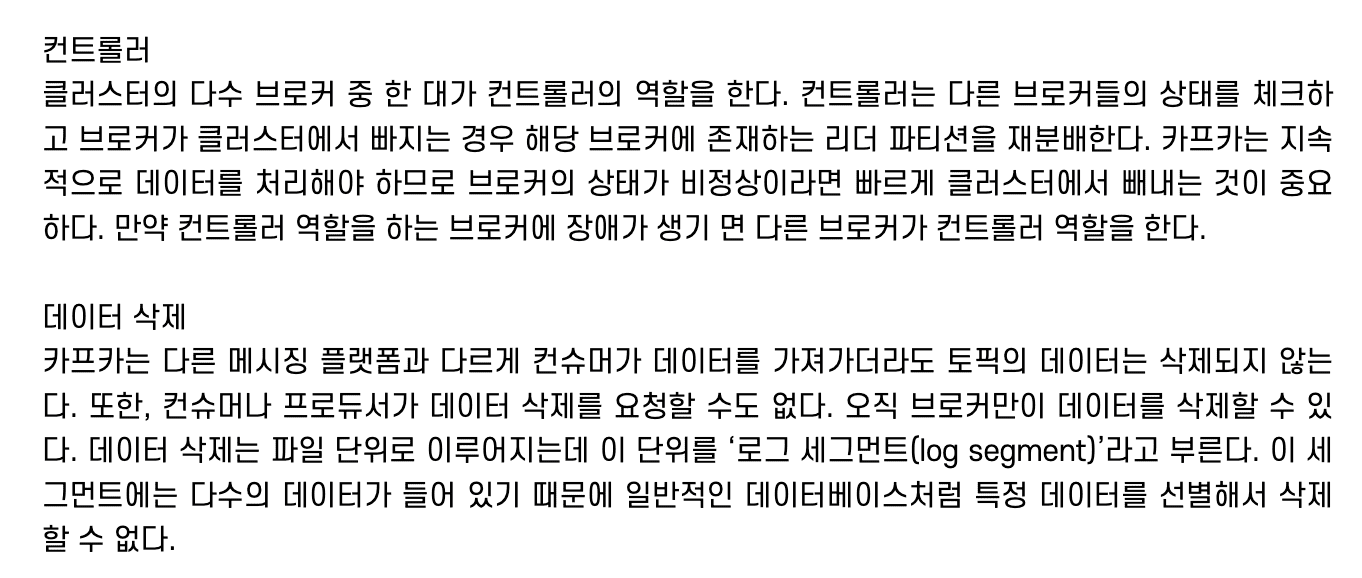 컨트롤러
클러스터의 다수 브로커 중 한 대가 컨트롤러의 역할을 한다. 컨트롤러는 다른 브로커들의 상태를 체크하
고 브로커가 클러스터에서 빠지는 경우 해당 브로커에 존재하는 리더 파티션을 재분배한다. 카프카는 지속
적으로 데이터를 처리해야 하므로 브로커의 상태가 비정상이라면 빠르게 클러스터에서 빼내는 것이 중요
하다. 만약 컨트롤러 역할을 하는 브로커에 장애가 생기 면 다른 브로커가 컨트롤러 역할을 한다.
데이터 삭제
카프카는 다른 메시징 플랫폼과 다르게 컨슈머가 데이터를 가져가더라도 토픽의 데이터는 삭제되지 않는
다. 또한, 컨슈머나 프로듀서가 데이터 삭제를 요청할 수도 없다. 오직 브로커만이 데이터를 삭제할 수 있
다. 데이터 삭제는 파일 단위로 이루어지는데 이 단위를 ‘로그 세그먼트(log segment)’라고 부른다. 이 세
그먼트에는 다수의 데이터가 들어 있기 때문에 일반적인 데이터베이스처럼 특정 데이터를 선별해서 삭제
할 수 없다.